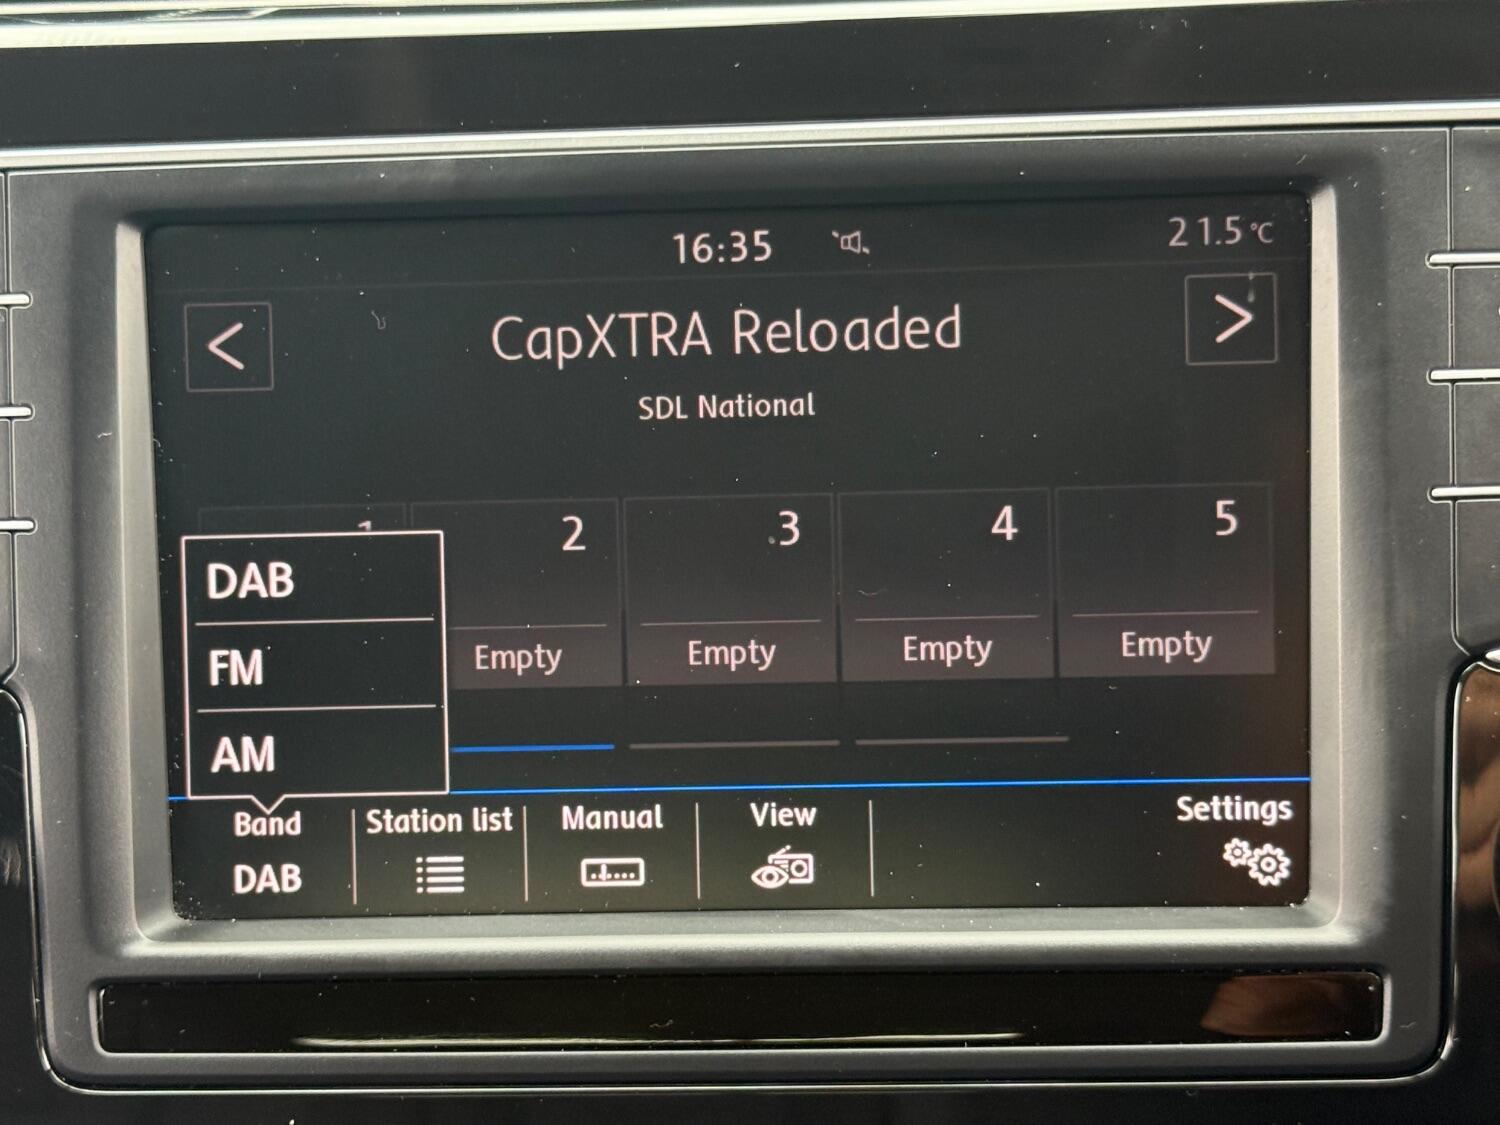 16:35
21.5°C
<
CapXTRA Reloaded
>
SDL National
1
2
3
4
5
Empty
Empty
Empty
Empty
DAB
FM
AM
Band
DAB
Station list
Manual
View
Settings